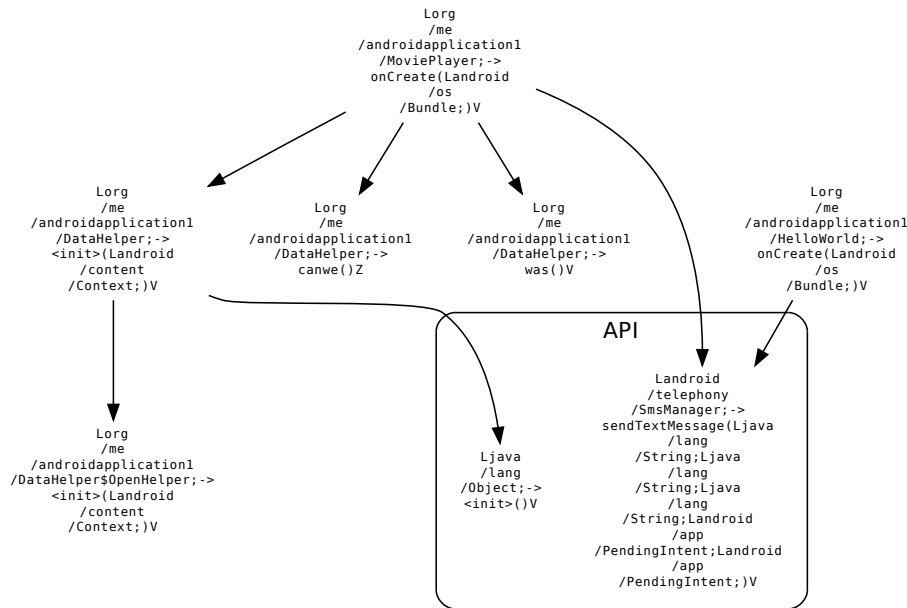 Lorg
/me
/androidapplication1
/MoviePlayer;->
onCreate(Landroid
/os
/Bundle;)V
Lorg
/me
/androidapplication1
/DataHelper;->
<init>(Landroid
/content
/Context;)V
Lorg
/me
/androidapplication1
/DataHelper;->
canwe()Z
Lorg
/me
/androidapplication1
/DataHelper;->
was()V
Lorg
/me
/androidapplication1
/HelloWorld;->
onCreate(Landroid
/os
/Bundle;)V
API
Lorg
/me
/androidapplication1
/DataHelper$OpenHelper;->
<init>(Landroid
/content
/Context;)V
Ljava
/lang
/Object;->
<init>()V
Landroid
/telephony
/SmsManager;->
sendTextMessage(Ljava
/lang
/String;Ljava
/lang
/String;Ljava
/lang
/String;Landroid
/app
/PendingIntent;Landroid
/app
/PendingIntent;)V